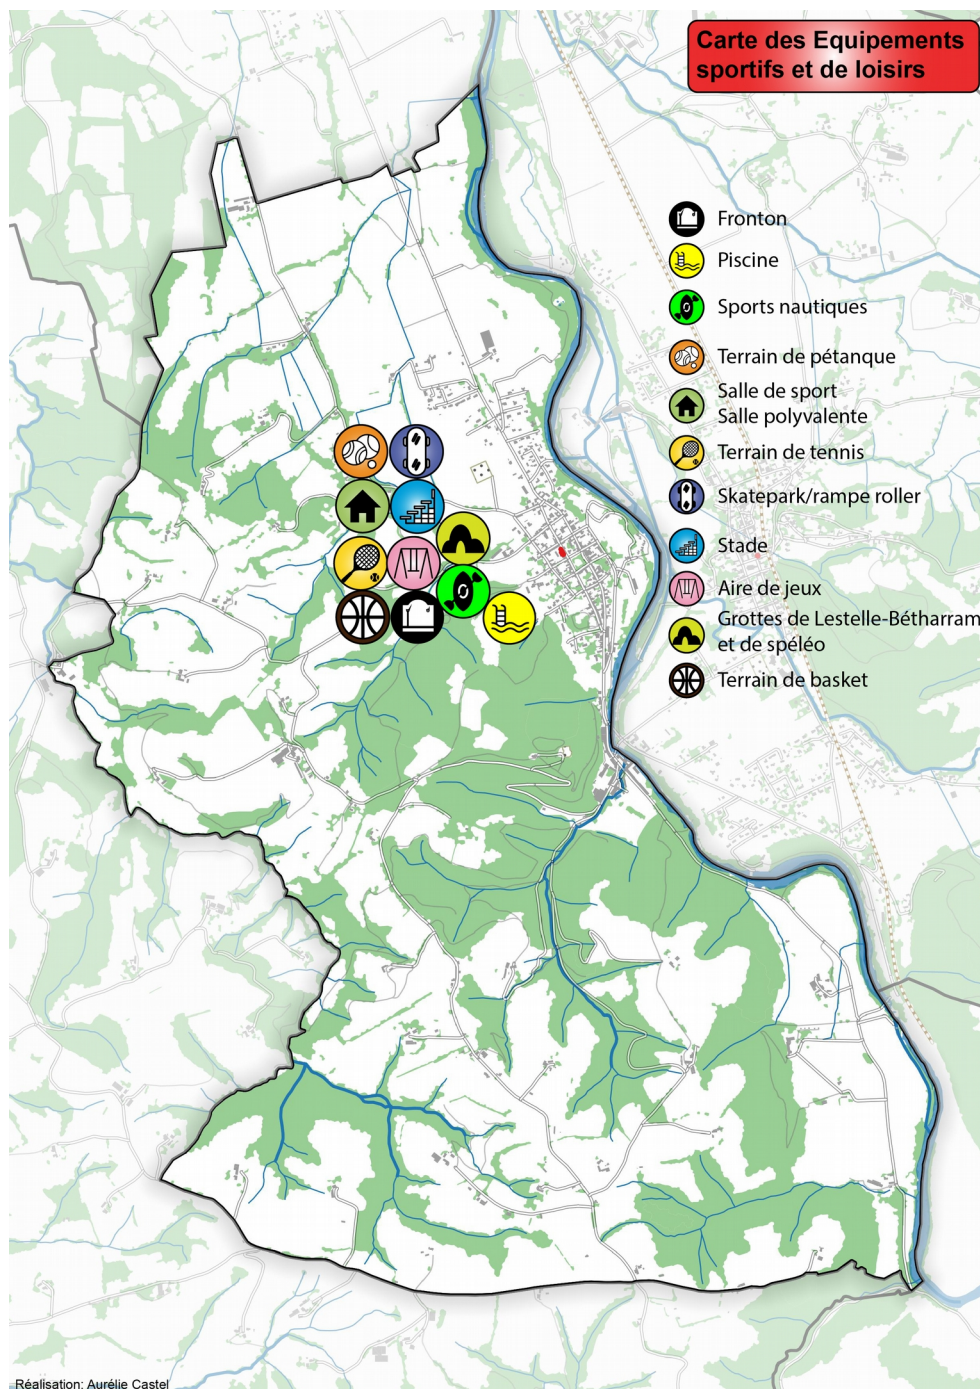 Carte des Equipements
sportifs et de loisirs
Fronton
Piscine
Sports nautiques
Terrain de pétanque
Salle de sport
Salle polyvalente
Terrain de tennis
Skatepark/rampe roller
Stade
Aire de jeux
Grottes de Lestelle-Bétharram
et de spéléo
Terrain de basket
Réalisation: Aurélie Castel